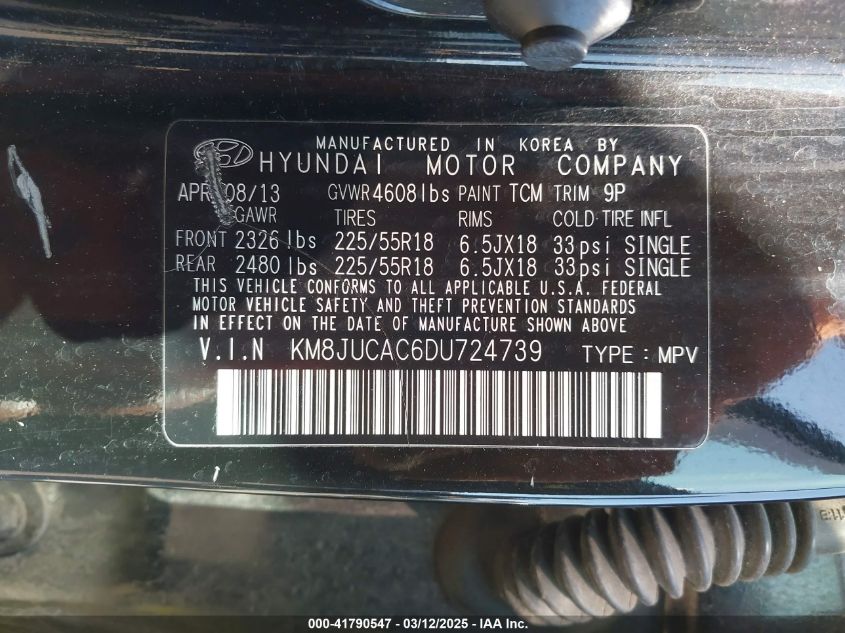 MANUFACTURED IN KOREA BY
HYUNDAI MOTOR COMPANY
APR 08/13 GVWR 4608lbs PAINT TCM TRIM 9P
GAWR TIRES RIMS COLD TIRE INFL
FRONT 2326 lbs 225/55R18 6.5JX18 33psi SINGLE
REAR 2480 lbs 225/55R18 6.5JX18 33psi SINGLE
THIS VEHICLE CONFORMS TO ALL APPLICABLE U.S.A. FEDERAL
MOTOR VEHICLE SAFETY AND THEFT PREVENTION STANDARDS
IN EFFECT ON THE DATE OF MANUFACTURE SHOWN ABOVE
V.I.N KM8JUCAC6DU724739 TYPE : MPV
000-41790547 - 03/12/2025 - IAA Inc.